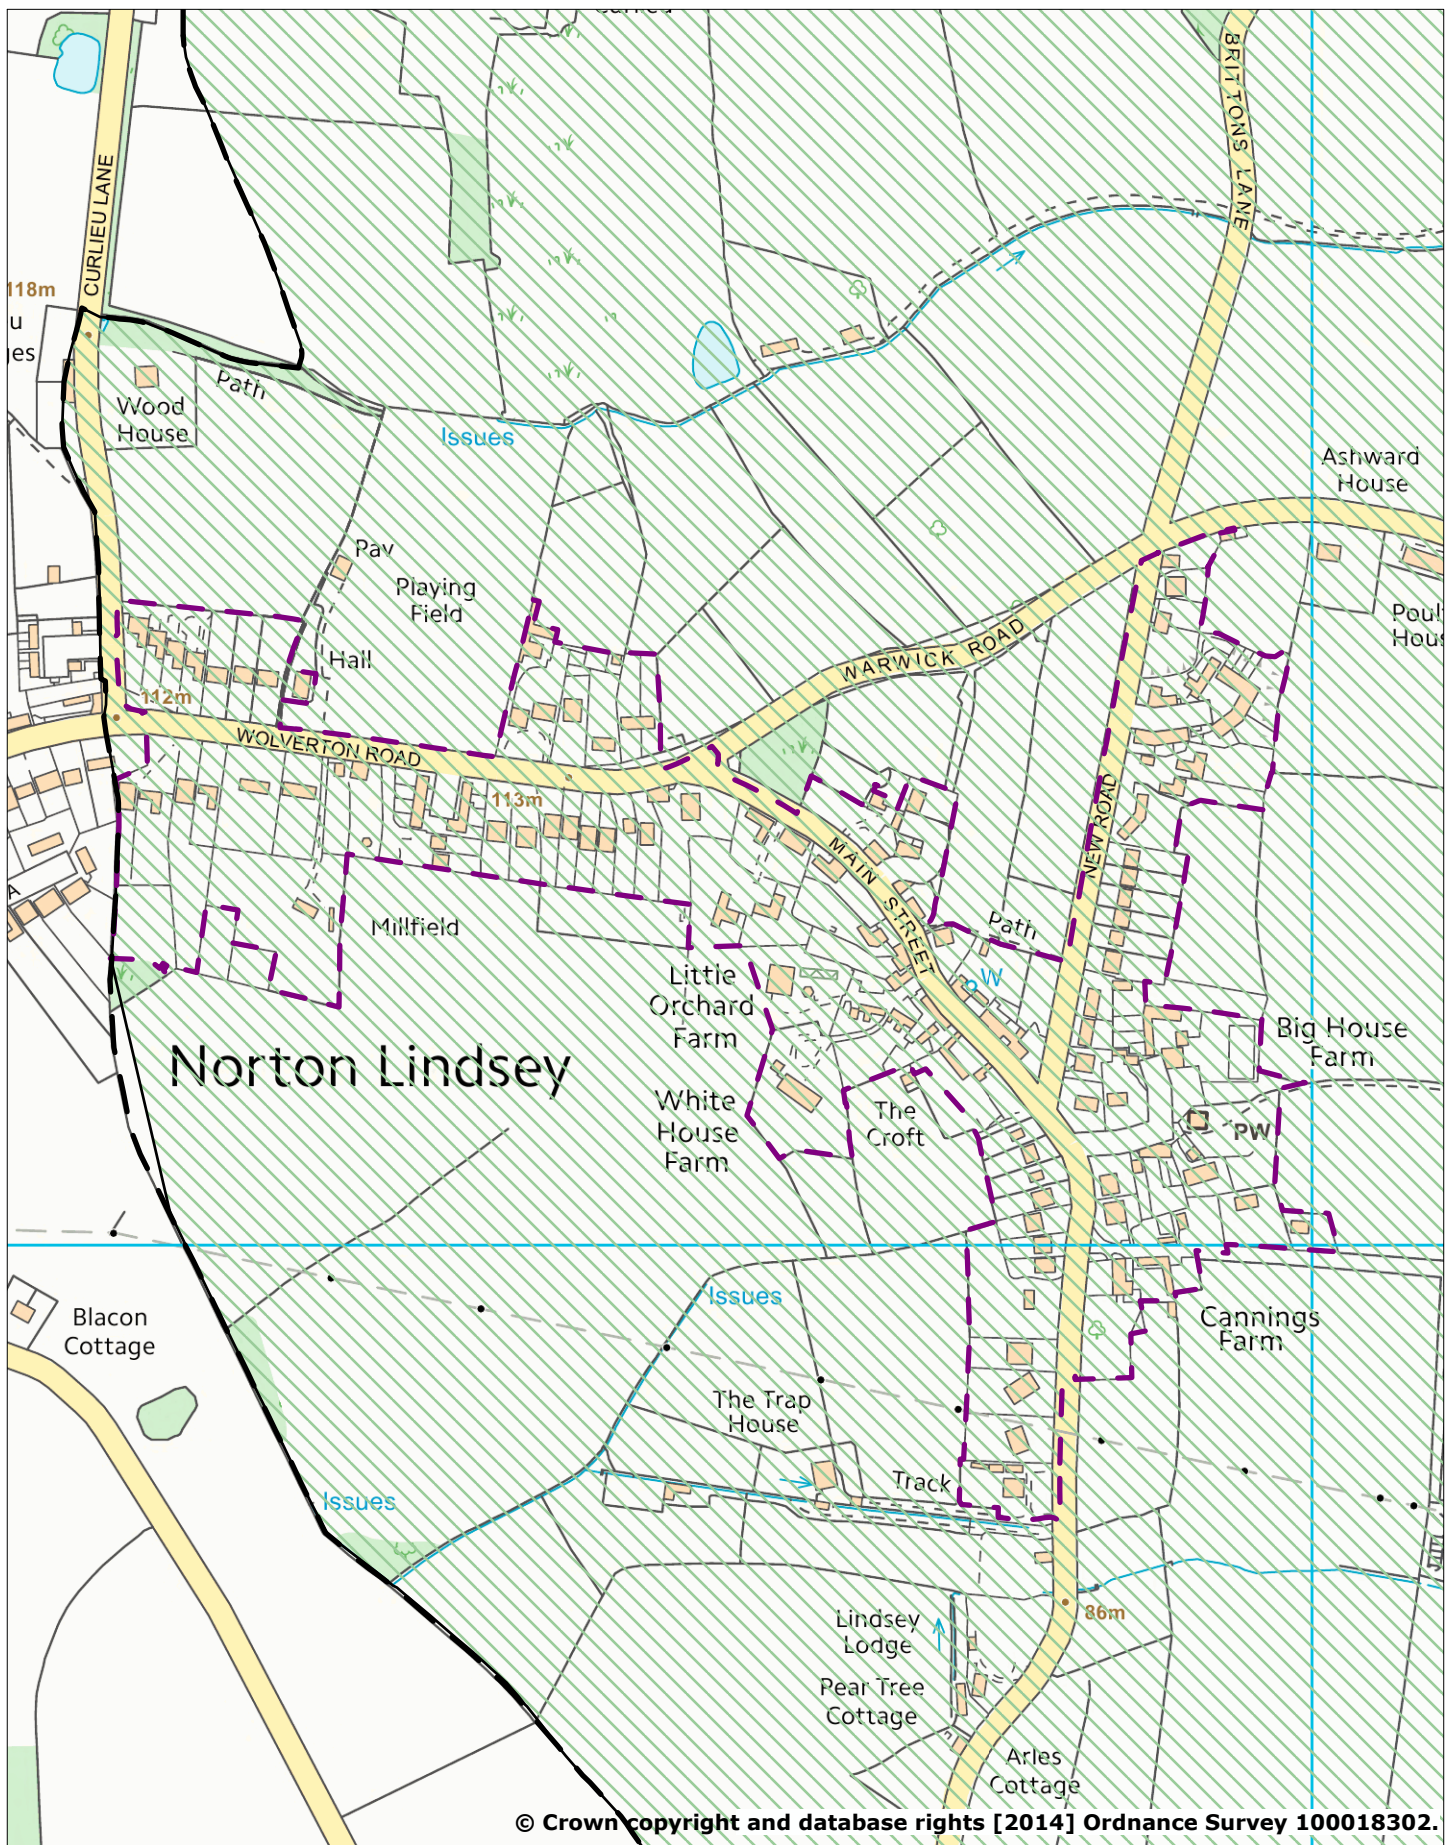 BRITTONS LANE
CURLIEU LANE
118m
u
Path
Wood
House
Issues
Ashward
House
Pav
Playing
Field
Hall
WARWICK ROAD
112m
WOLVERTON ROAD
113m
NEW ROAD
MAIN STREET
A
Millfield
Path
W
Little
Orchard
Farm
Big House
Farm
Norton Lindsey
White
House
Farm
The
Croft
PW
Issues
Blacon
Cottage
Cannings
Farm
The Trap
House
Track
Issues
Lindsey
Lodge
86m
Pear Tree
Cottage
Arles
Cottage
© Crown copyright and database rights [2014] Ordnance Survey 100018302.